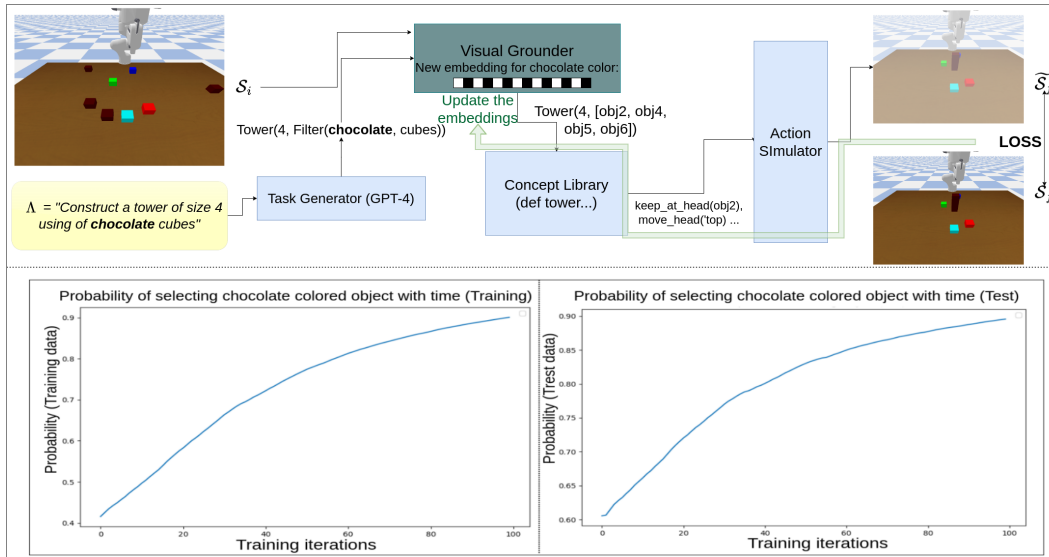 Visual Grounder
New embedding for chocolate color:
S_i
Update the
embeddings
Tower(4, [obj2, obj4,
obj5, obj6])
Tower(4, Filter(chocolate, cubes))
Action
SImulator
LOSS
Λ = "Construct a tower of size 4
using of chocolate cubes"
Task Generator (GPT-4)
Concept Library
(def tower...)
keep_at_head(obj2),
move_head('top) ...
Probability of selecting chocolate colored object with time (Training)
Probability (Training data)
0.9
0.8
0.7
0.6
0.5
0.4
0
20
40
60
80
100
Training iterations
Probability of selecting chocolate colored object with time (Test)
Probability (Trest data)
0.90
0.85
0.80
0.75
0.70
0.65
0.60
0
20
40
60
80
100
Training iterations